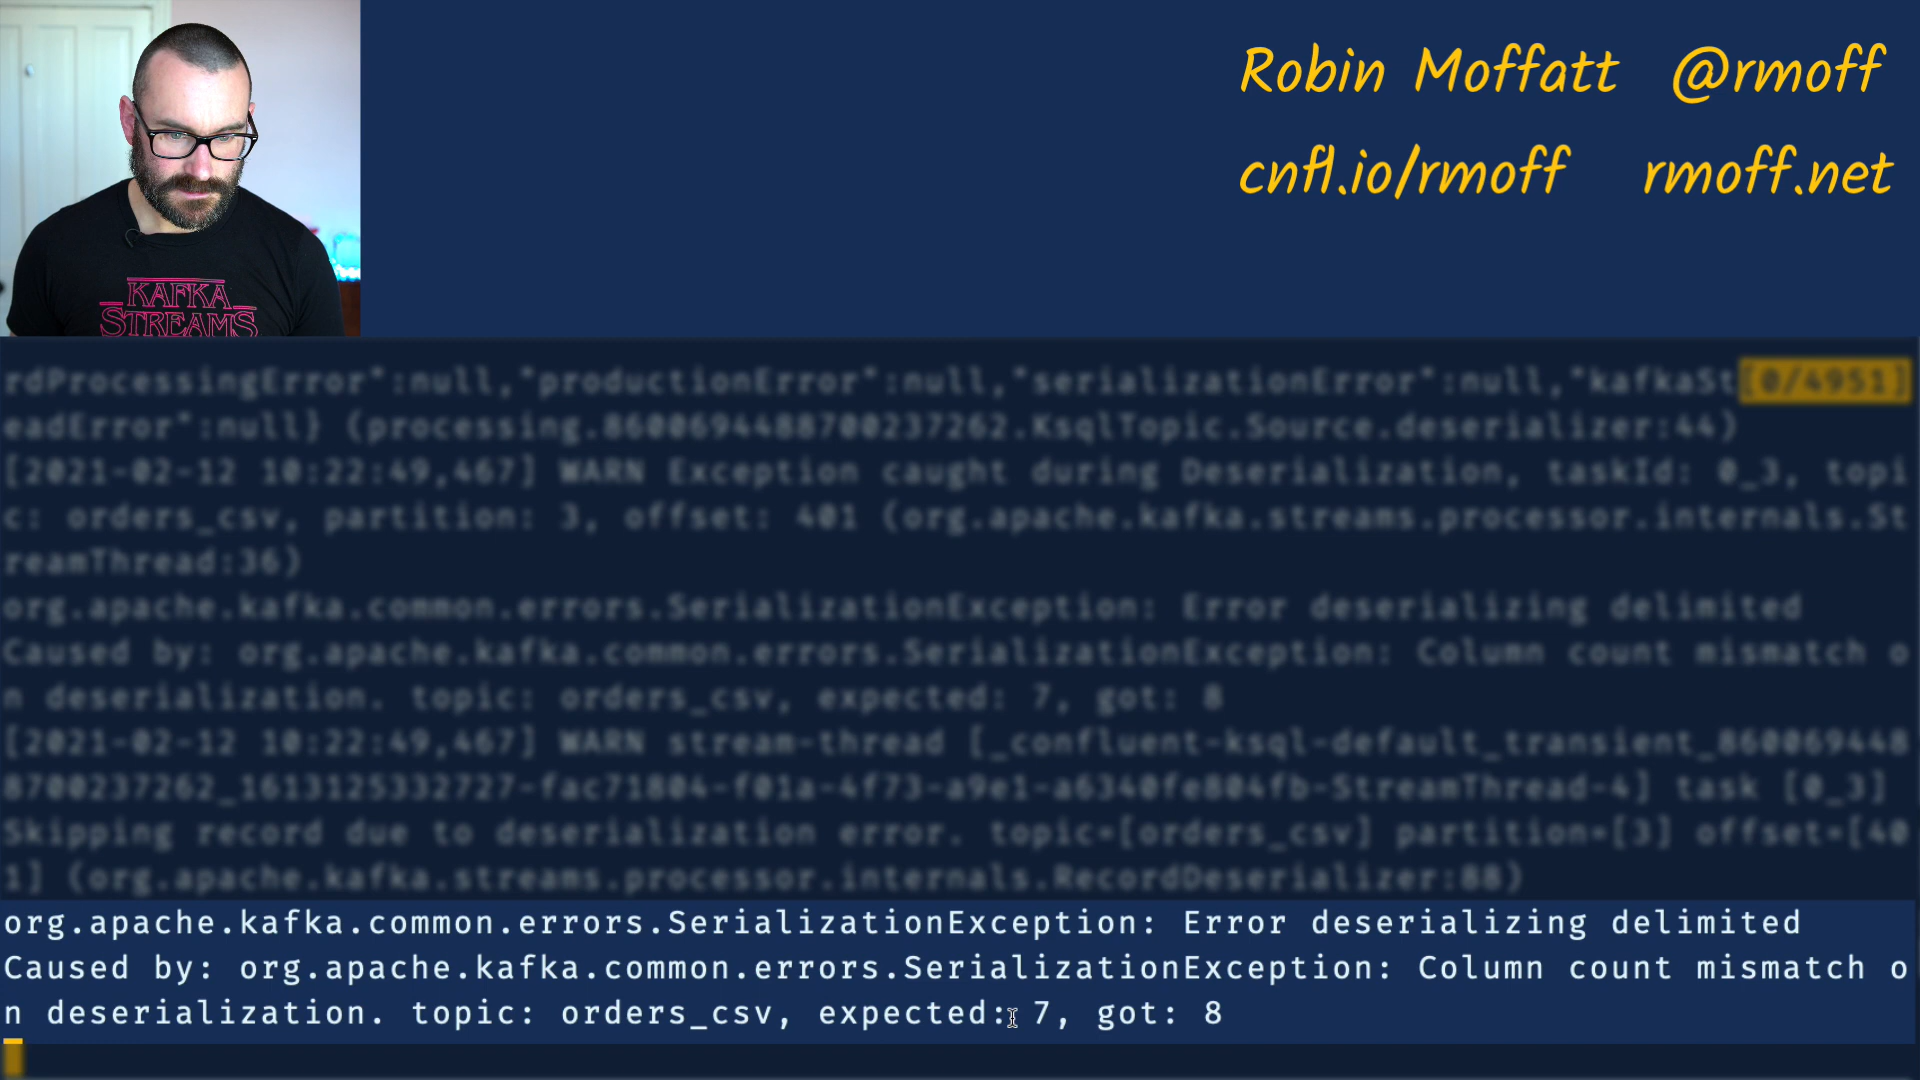 Robin Moffatt @rmoff
cnfl.io/rmoff rmoff.net
KAFKA
STREAMS
rdProcessingError":null,"productionError":null,"serializationError":null,"kafkaSt[0/4951]
eadError":null} (processing.8600694488700237262.KsqlTopic.Source.deserializer:44)
[2021-02-12 10:22:49,467] WARN Exception caught during Deserialization, taskId: 0_3, topi
c: orders_csv, partition: 3, offset: 401 (org.apache.kafka.streams.processor.internals.St
reamThread:36)
org.apache.kafka.common.errors.SerializationException: Error deserializing delimited
Caused by: org.apache.kafka.common.errors.SerializationException: Column count mismatch o
n deserialization. topic: orders_csv, expected: 7, got: 8
[2021-02-12 10:22:49,467] WARN stream-thread [_confluent-ksql-default_transient_860069448
8700237262_1613125332727-fac71804-f01a-4f73-a9e1-a6340fe804fb-StreamThread-4] task [0_3]
Skipping record due to deserialization error. topic=[orders_csv] partition=[3] offset=[40
1] (org.apache.kafka.streams.processor.internals.RecordDeserializer:88)
org.apache.kafka.common.errors.SerializationException: Error deserializing delimited
Caused by: org.apache.kafka.common.errors.SerializationException: Column count mismatch o
n deserialization. topic: orders_csv, expected: 7, got: 8